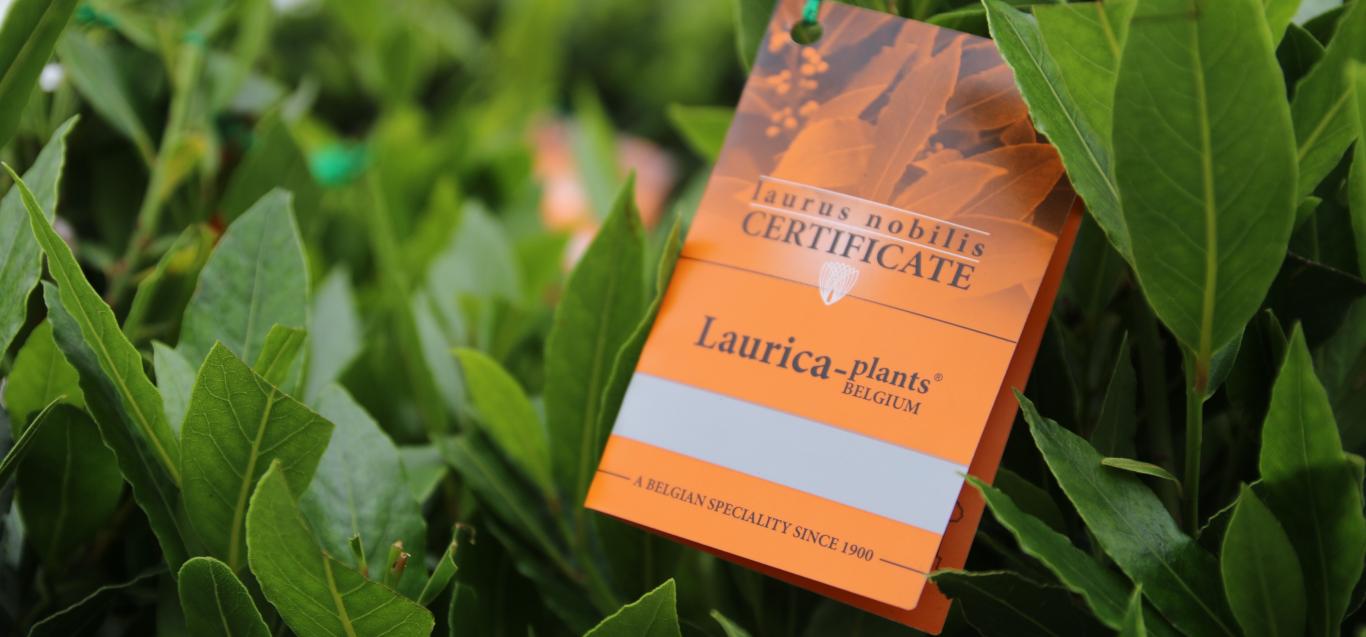 laurus nobilis
CERTIFICATE
Laurica-plants®
BELGIUM
A BELGIAN SPECIALITY SINCE 1900